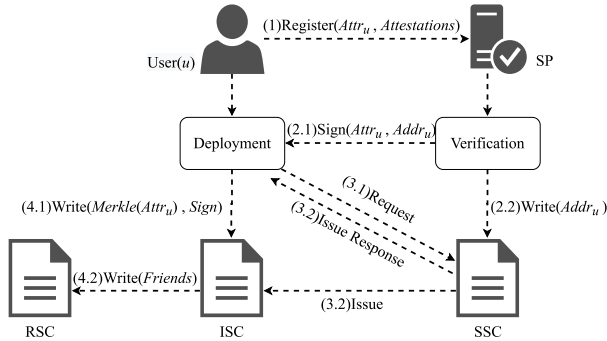 (1)Register(Attr_u , Attestations)
User(u)
SP
Deployment
(2.1)Sign(Attr_u , Addr_u)
Verification
(3.1)Request
(3.2)Issue Response
(4.1)Write(Merkle(Attr_u) , Sign)
(2.2)Write(Addr_u )
(4.2)Write(Friends)
(3.2)Issue
RSC
ISC
SSC